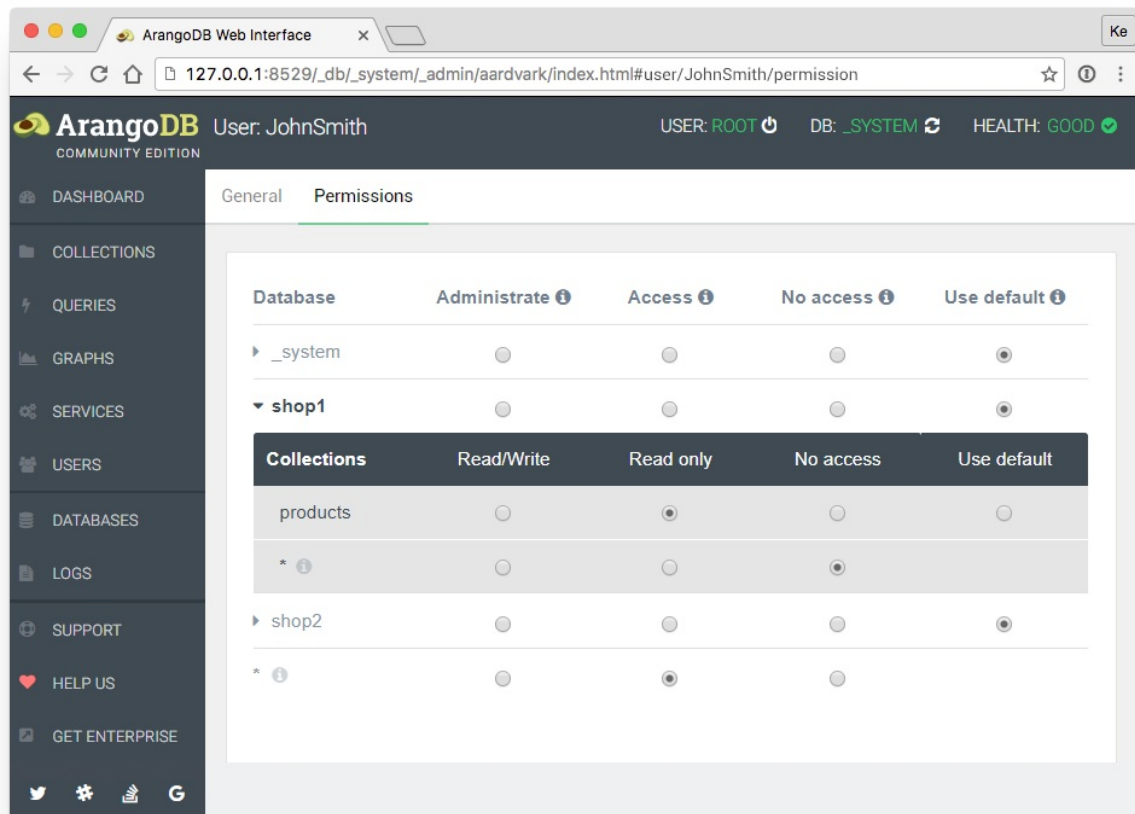 ArangoDB Web Interface
Ke
127.0.0.1:8529/_db/_system/_admin/aardvark/index.html#user/JohnSmith/permission
ArangoDB User: JohnSmith USER: ROOT DB: _SYSTEM HEALTH: GOOD
COMMUNITY EDITION
DASHBOARD
COLLECTIONS
QUERIES
GRAPHS
SERVICES
USERS
DATABASES
LOGS
SUPPORT
HELP US
GET ENTERPRISE
General Permissions
Database Administrate Access No access Use default
_system
shop1
Collections Read/Write Read only No access Use default
products
*
shop2
*